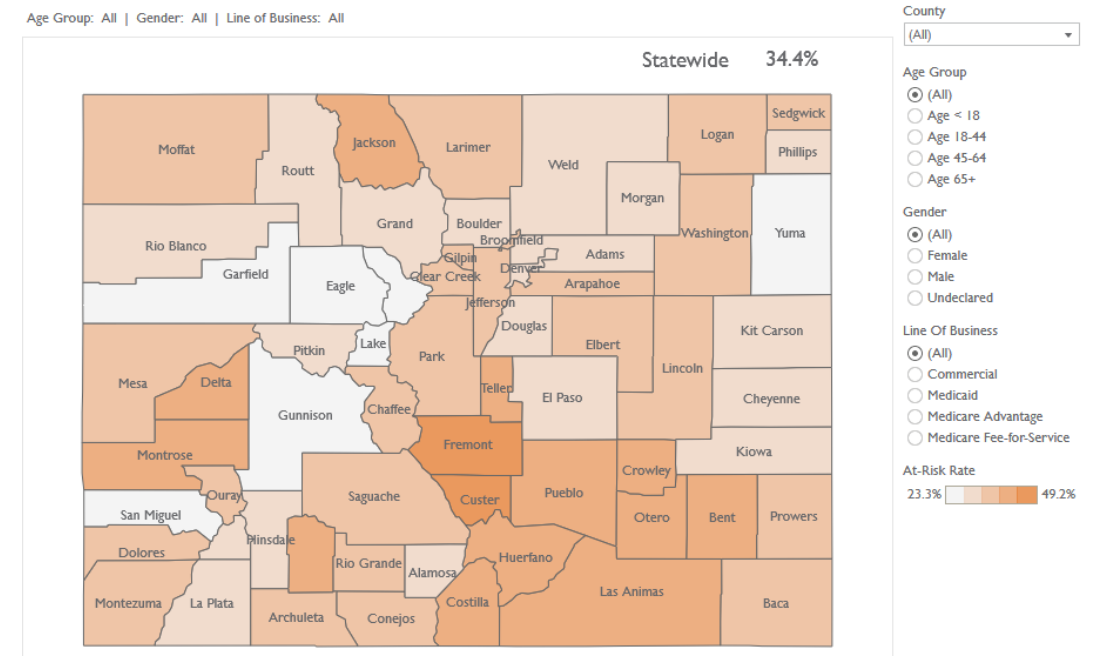 Age Group: All | Gender: All | Line of Business: All
Statewide 34.4%
Moffat
Routt
Jackson
Larimer
Weld
Logan
Sedgwick
Phillips
Morgan
Rio Blanco
Grand
Boulder
Broomfield
Washington
Yuma
Garfield
Eagle
Gilpin
Clear Creek
Denver
Adams
Arapahoe
Jefferson
Douglas
Elbert
Kit Carson
Lake
Pitkin
Park
Lincoln
Mesa
Delta
Gunnison
Chaffee
Teller
El Paso
Cheyenne
Montrose
Fremont
Kiowa
Crowley
Ouray
Saguache
Custer
Pueblo
San Miguel
Otero
Bent
Prowers
Hinsdale
Dolores
Rio Grande
Alamosa
Huerfano
Montezuma
La Plata
Archuleta
Conejos
Costilla
Las Animas
Baca
County
(All)
Age Group
(All)
Age < 18
Age 18-44
Age 45-64
Age 65+
Gender
(All)
Female
Male
Undeclared
Line Of Business
(All)
Commercial
Medicaid
Medicare Advantage
Medicare Fee-for-Service
At-Risk Rate
23.3% 49.2%